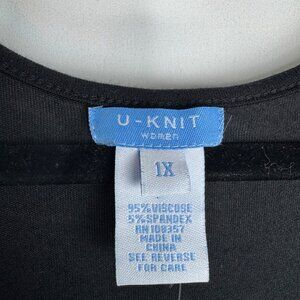 U-KNIT
WOMEN
1X
95% VISCOSE
5% SPANDEX
RN 108357
MADE IN
CHINA
SEE REVERSE
FOR CARE